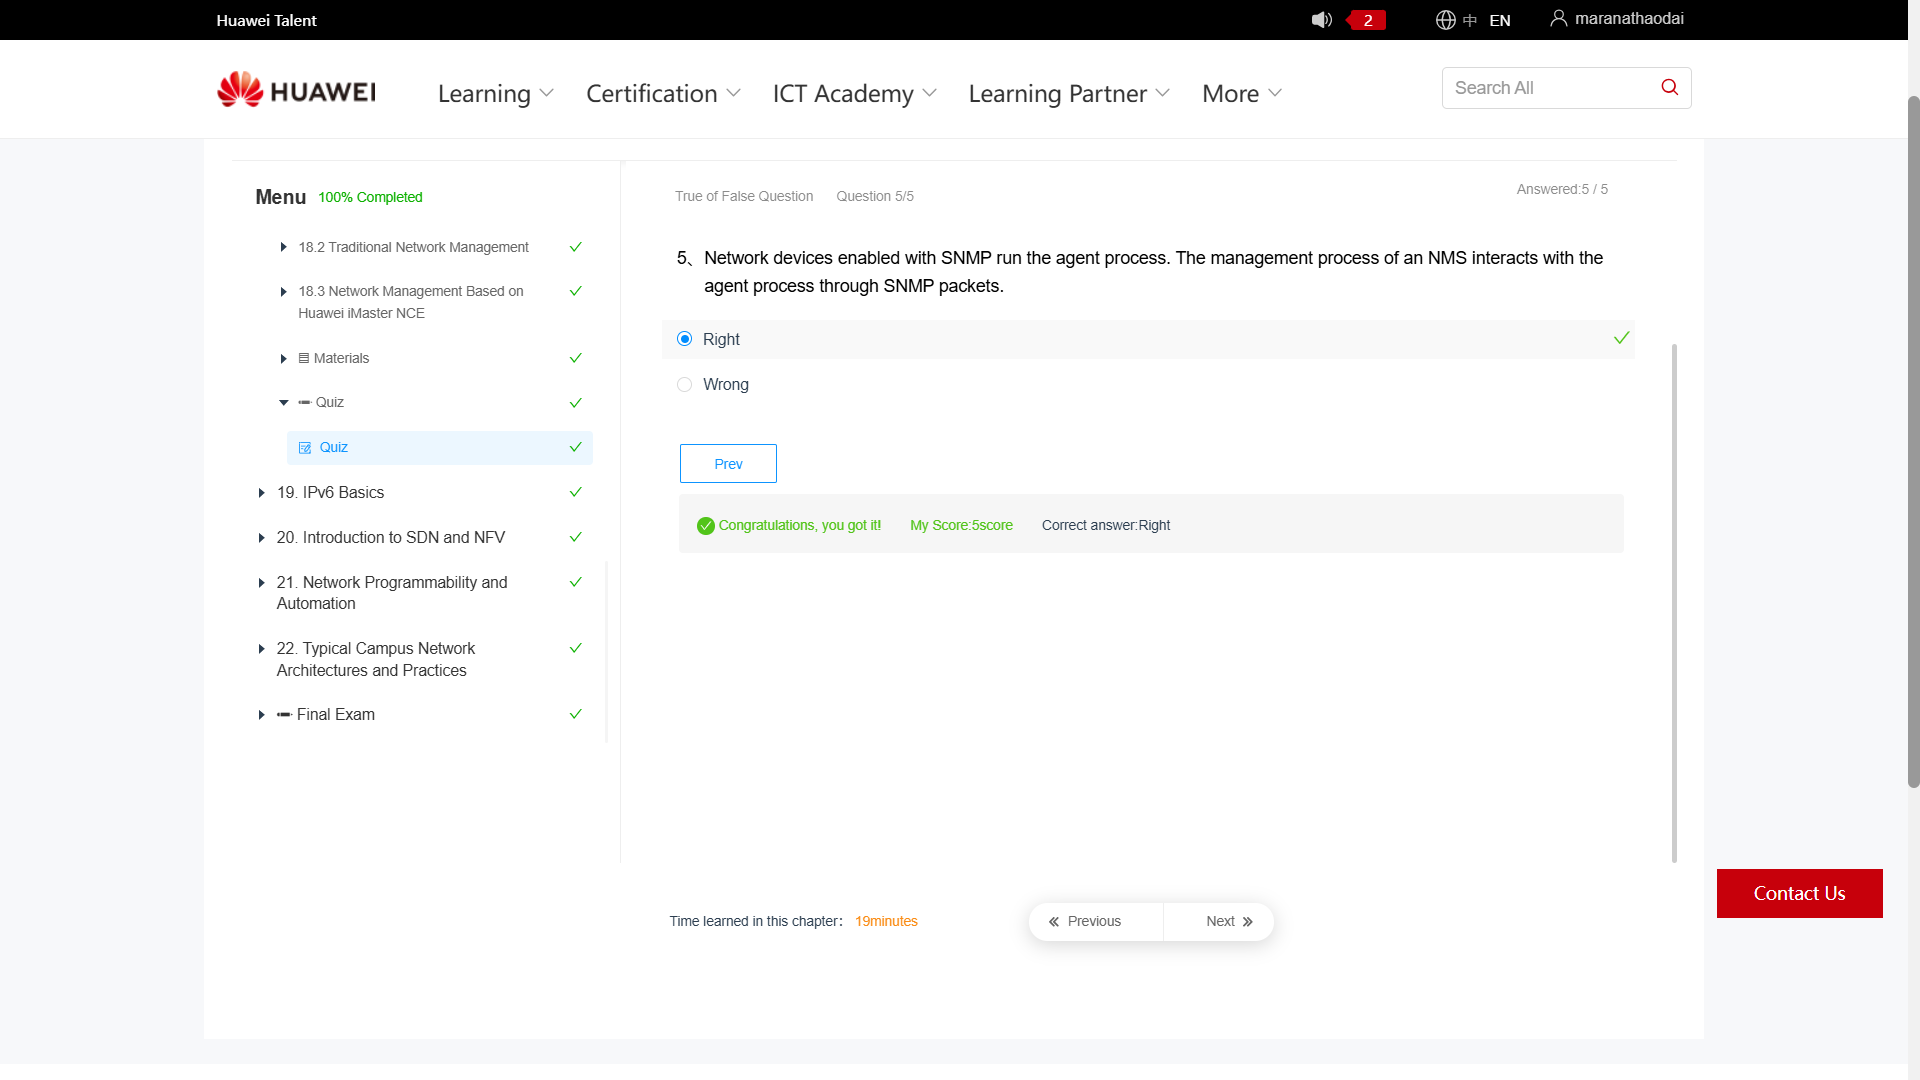 Huawei Talent
2
中 EN
maranathaodai
HUAWEI
Learning
Certification
ICT Academy
Learning Partner
More
Search All
Menu 100% Completed
18.2 Traditional Network Management
18.3 Network Management Based on
Huawei iMaster NCE
Materials
Quiz
Quiz
19. IPv6 Basics
20. Introduction to SDN and NFV
21. Network Programmability and
Automation
22. Typical Campus Network
Architectures and Practices
Final Exam
True of False Question Question 5/5
Answered:5 / 5
5、Network devices enabled with SNMP run the agent process. The management process of an NMS interacts with the
agent process through SNMP packets.
Right
Wrong
Prev
Congratulations, you got it! My Score:5score Correct answer:Right
Time learned in this chapter： 19minutes
« Previous
Next »
Contact Us